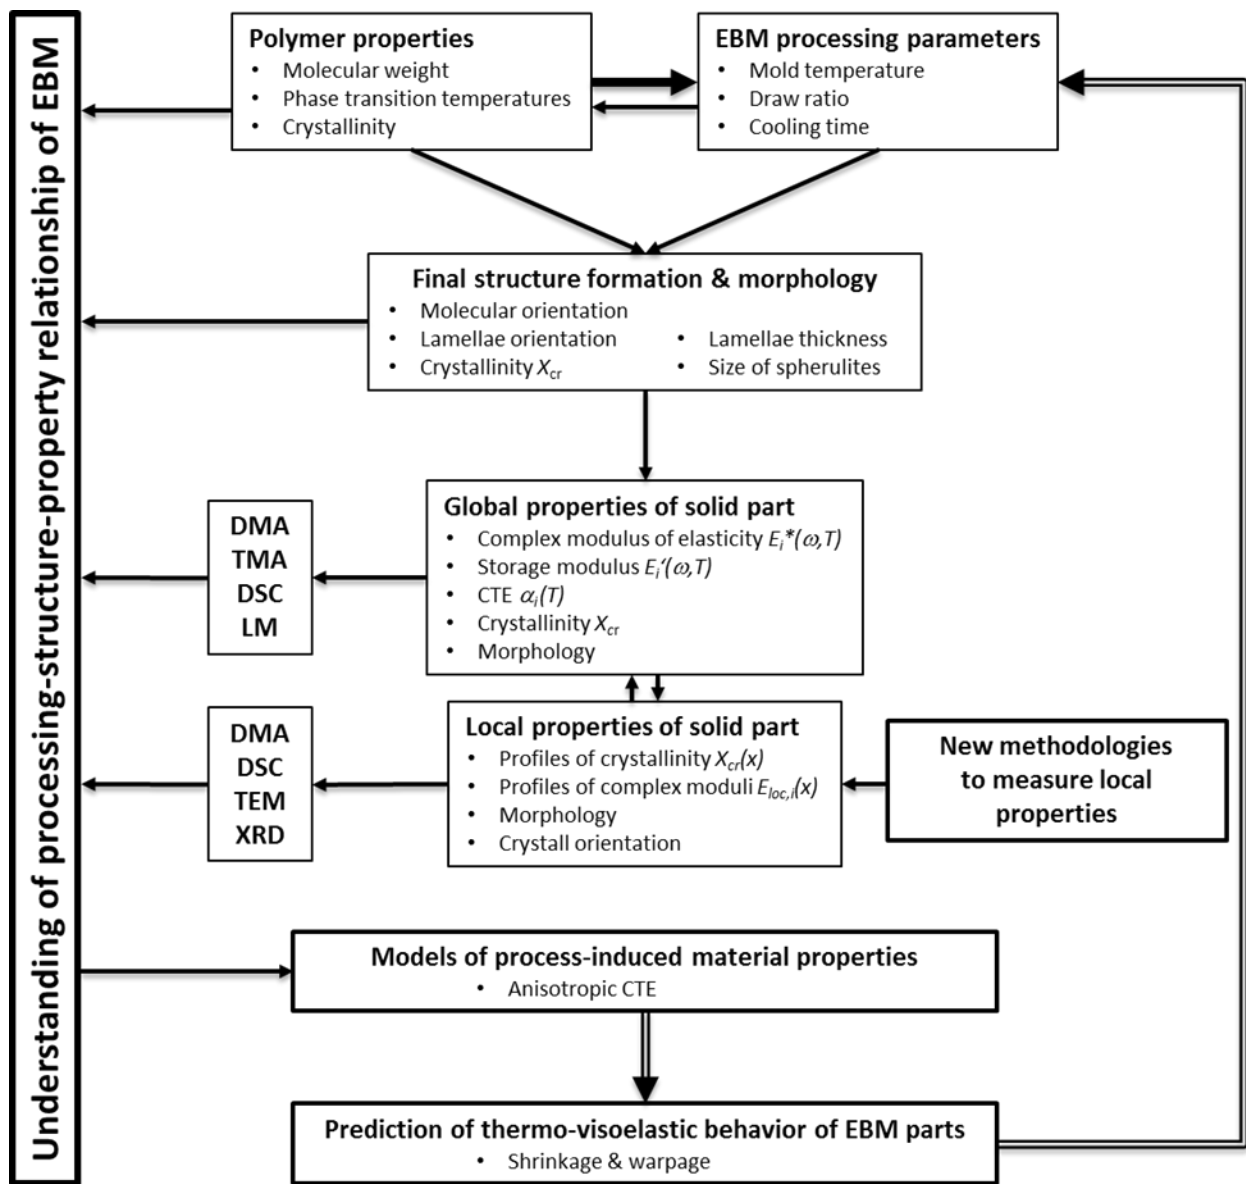 Understanding of processing-structure-property relationship of EBM
Polymer properties
• Molecular weight
• Phase transition temperatures
• Crystallinity
EBM processing parameters
• Mold temperature
• Draw ratio
• Cooling time
Final structure formation & morphology
• Molecular orientation
• Lamellae orientation
• Crystallinity Xcr
• Lamellae thickness
• Size of spherulites
DMA
TMA
DSC
LM
Global properties of solid part
• Complex modulus of elasticity Ei*(ω,T)
• Storage modulus Ei‘(ω,T)
• CTE αi(T)
• Crystallinity Xcr
• Morphology
DMA
DSC
TEM
XRD
Local properties of solid part
• Profiles of crystallinity Xcr(x)
• Profiles of complex moduli Eloc,i(x)
• Morphology
• Crystall orientation
New methodologies
to measure local
properties
Models of process-induced material properties
• Anisotropic CTE
Prediction of thermo-visoelastic behavior of EBM parts
• Shrinkage & warpage